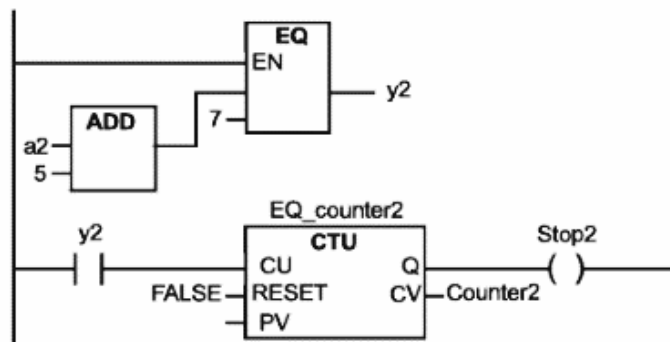 EQ
EN
y2
ADD
7
a2
5
EQ_counter2
y2
CTU
Stop2
CU
Q
( )
FALSE
RESET
CV
Counter2
PV